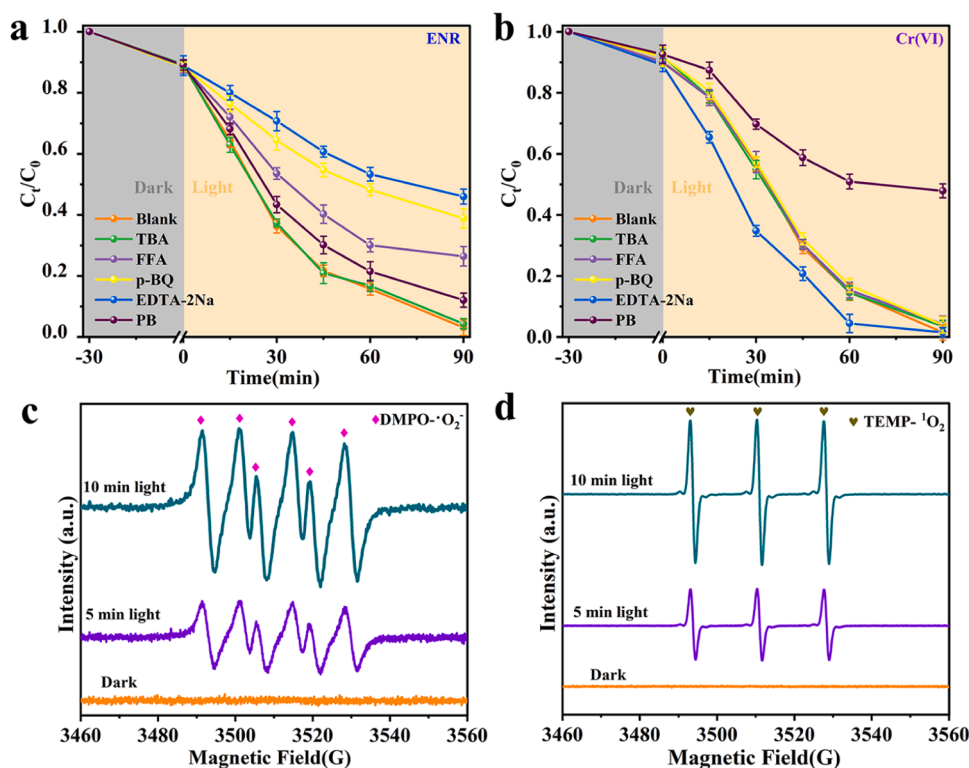 a
ENR
1.0
0.8
0.6
0.4
0.2
0.0
Ct/C0
Dark
Light
Blank
TBA
FFA
p-BQ
EDTA-2Na
PB
-30 0 30 60 90
Time(min)
b
Cr(VI)
1.0
0.8
0.6
0.4
0.2
0.0
Ct/C0
Dark
Light
Blank
TBA
FFA
p-BQ
EDTA-2Na
PB
-30 0 30 60 90
Time(min)
c
♦DMPO-·O₂⁻
10 min light
5 min light
Dark
Intensity (a.u.)
3460 3480 3500 3520 3540 3560
Magnetic Field(G)
d
♥ TEMP- ¹O₂
10 min light
5 min light
Dark
Intensity (a.u.)
3460 3480 3500 3520 3540 3560
Magnetic Field(G)